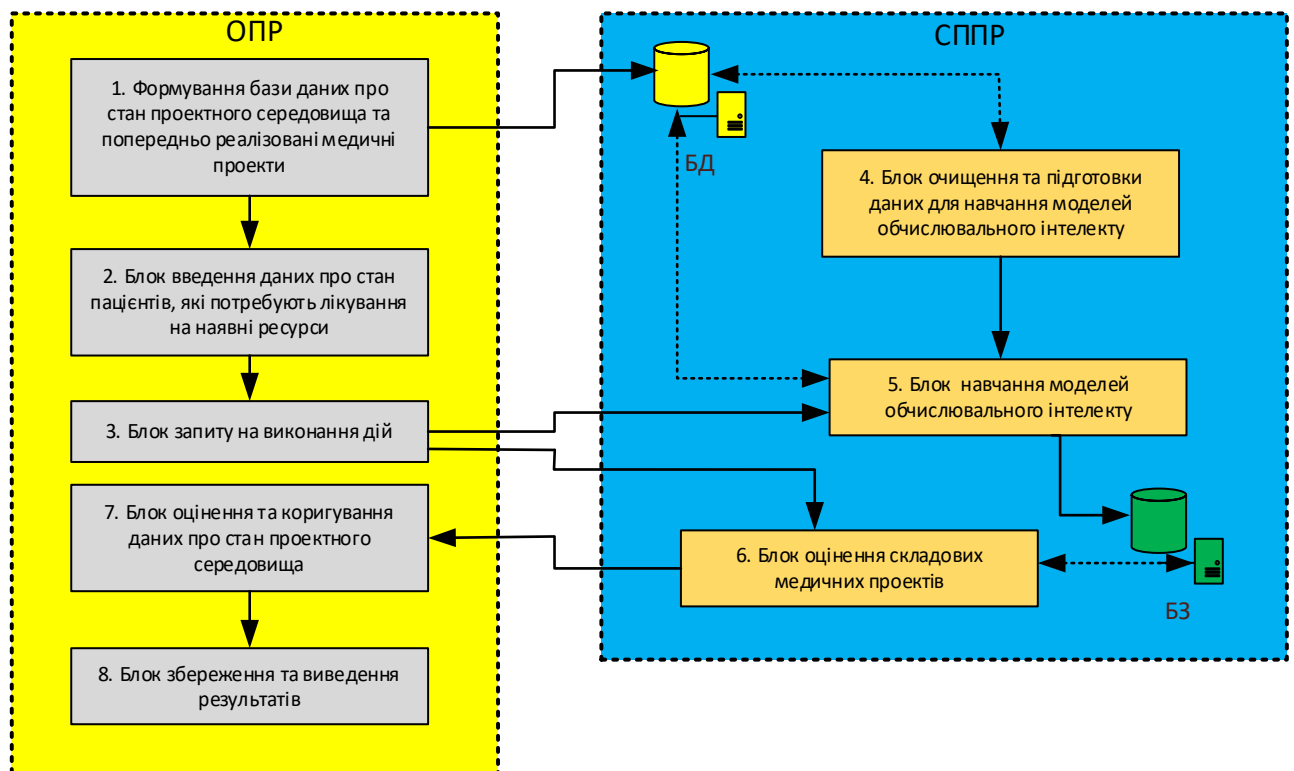 ОПР
1. Формування бази даних про
стан проектного середовища та
попередньо реалізовані медичні
проекти
2. Блок введення даних про стан
пацієнтів, які потребують лікування
на наявні ресурси
3. Блок запиту на виконання дій
7. Блок оцінення та коригування
даних про стан проектного
середовища
8. Блок збереження та виведення
результатів
СППР
БД
4. Блок очищення та підготовки
даних для навчання моделей
обчислювального інтелекту
5. Блок навчання моделей
обчислювального інтелекту
6. Блок оцінення складових
медичних проектів
БЗ